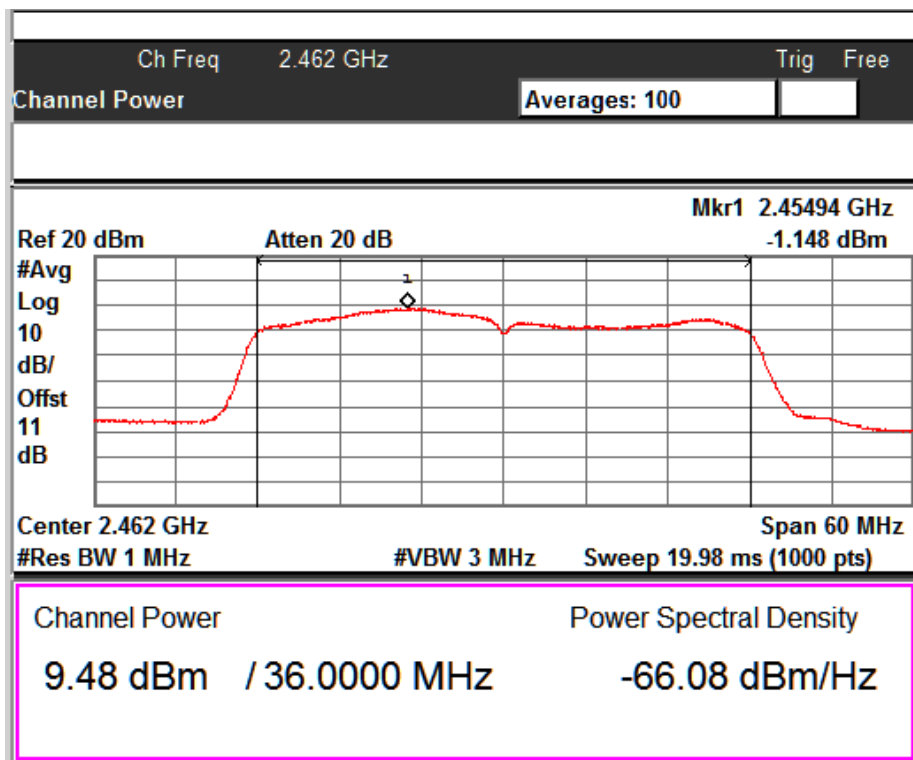 Ch Freq 2.462 GHz Trig Free
Channel Power Averages: 100
Mkr1 2.45494 GHz
Ref 20 dBm Atten 20 dB -1.148 dBm
#Avg
Log
10
dB/
Offst
11
dB
1
Center 2.462 GHz Span 60 MHz
#Res BW 1 MHz #VBW 3 MHz Sweep 19.98 ms (1000 pts)
Channel Power Power Spectral Density
9.48 dBm / 36.0000 MHz -66.08 dBm/Hz